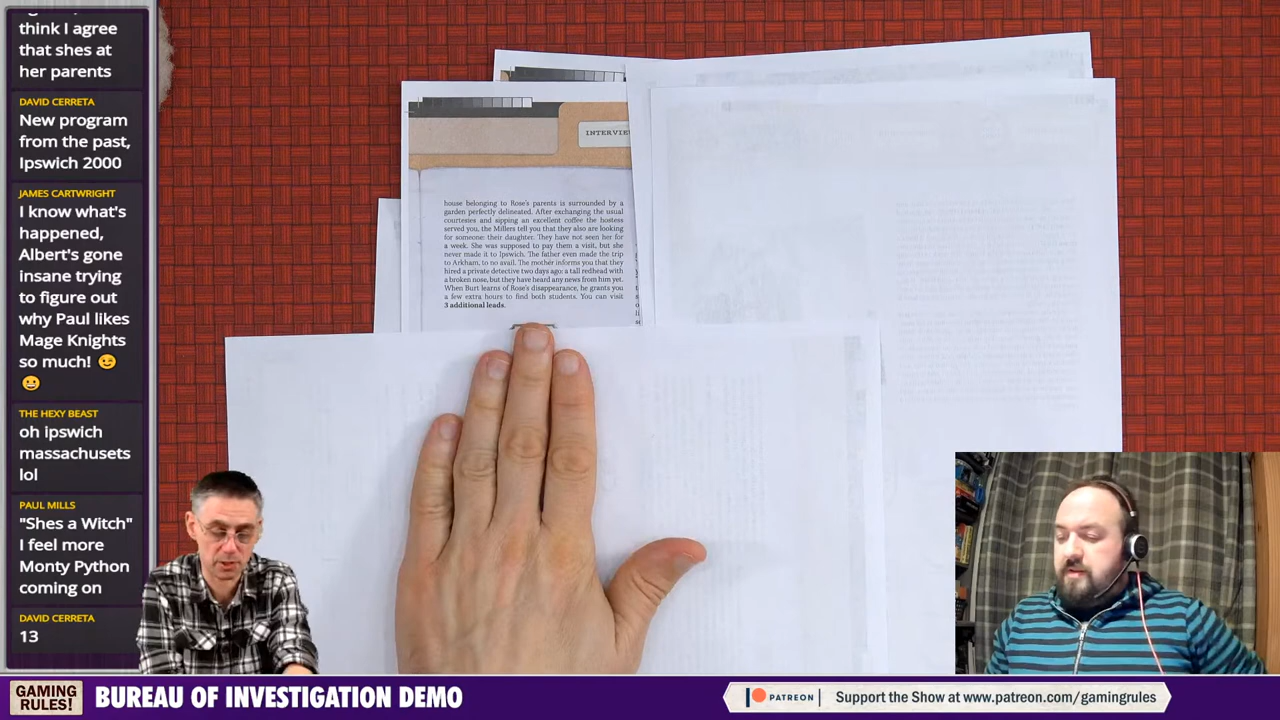 think I agree
that shes at
her parents
DAVID CERRETA
New program
from the past,
Ipswich 2000
JAMES CARTWRIGHT
I know what's
happened,
Albert's gone
insane trying
to figure out
why Paul likes
Mage Knights
so much! 😉
😀
THE HEXY BEAST
oh ipswich
massachusets
lol
PAUL MILLS
"Shes a Witch"
I feel more
Monty Python
coming on
DAVID CERRETA
13
INTERVIE
house belonging to Rose's parents is surrounded by a
garden perfectly delineated. After exchanging the usual
courtesies and sipping an excellent coffee the hostess
served you, the Millers tell you that they also are looking
for someone: their daughter. They have not seen her for
a week. She was supposed to pay them a visit, but she
never made it to Ipswich. The father even made the trip
to Arkham, to no avail. The mother informs you that they
hired a private detective two days ago: a tall redhead with
a broken nose, but they have heard any news from him yet.
When Burt learns of Rose's disappearance, he grants you
a few extra hours to find both students. You can visit
3 additional leads.
GAMING
RULES!
BUREAU OF INVESTIGATION DEMO
PATREON
Support the Show at www.patreon.com/gamingrules